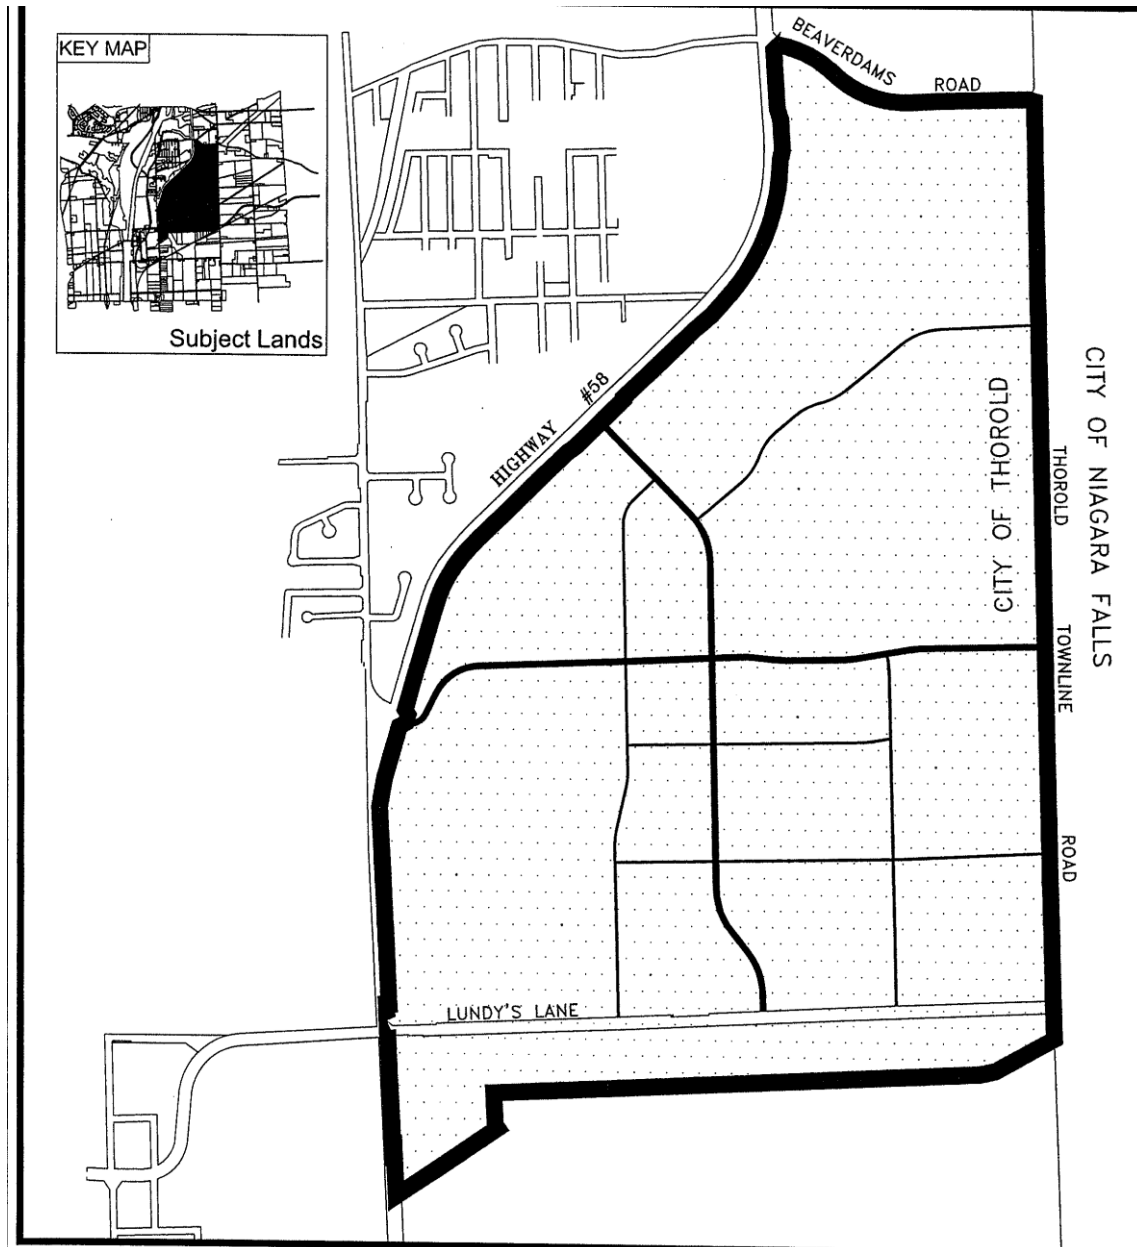 KEY MAP
Subject Lands
BEAVERDAMS
ROAD
HIGHWAY #58
CITY OF THOROLD
CITY OF NIAGARA FALLS
THOROLD
TOWNLINE
ROAD
LUNDY'S LANE